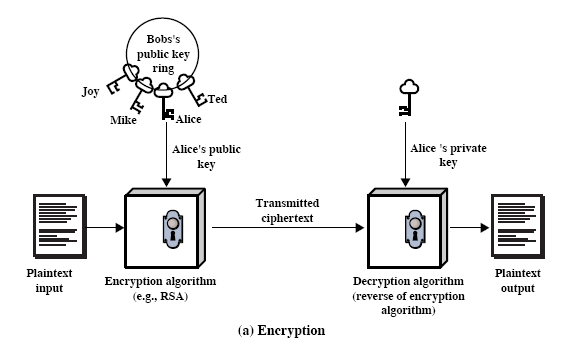 Bobs's
public key
ring
Joy
Ted
Mike
Alice
Alice's public
key
Alice 's private
key
Transmitted
ciphertext
Plaintext
input
Encryption algorithm
(e.g., RSA)
Decryption algorithm
(reverse of encryption
algorithm)
Plaintext
output
(a) Encryption